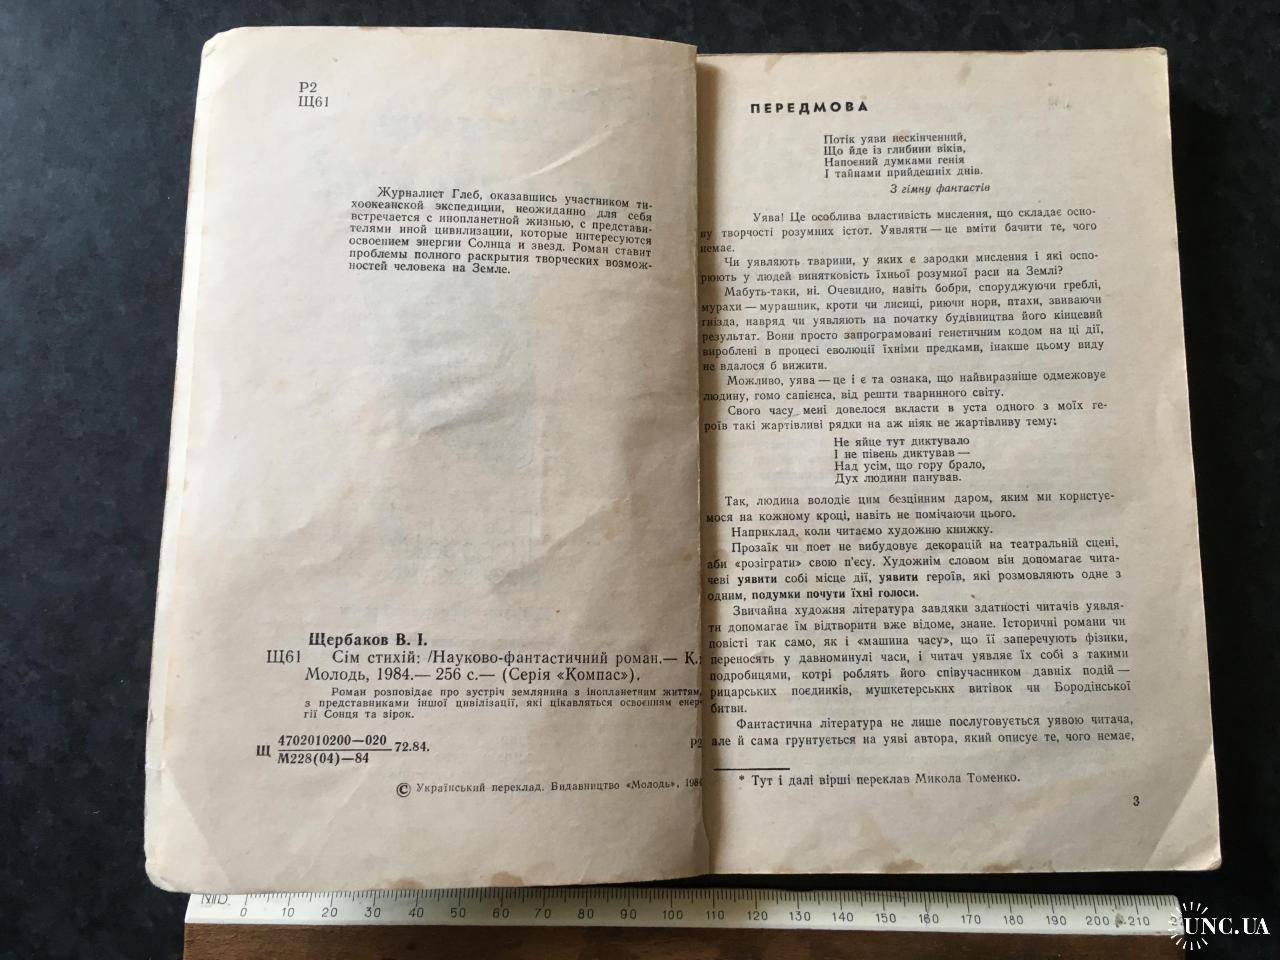 Р2
Щ61
Журналист Глеб, оказавшись участником ти-
хоокеанской экспедиции, неожиданно для себя
встречается с инопланетной жизнью, с представи-
телями иной цивилизации, которые интересуются
освоением энергии Солнца и звезд. Роман ставит
проблемы полного раскрытия творческих возмож-
ностей человека на Земле.
Щербаков В. І.
Щ61 Сім стихій: /Науково-фантастичний роман.— К.:
Молодь, 1984.— 256 с.— (Серія «Компас»).
Роман розповідає про зустріч землянина з інопланетним життям,
з представниками іншої цивілізації, які цікавляться освоєнням енер-
гії Сонця та зірок.
Щ 4702010200—020 72.84. Р2
М228(04)—84
© Український переклад. Видавництво «Молодь», 198
ПЕРЕДМОВА
Потік уяви нескінченний,
Що йде із глибини віків,
Напоєний думками генія
І тайнами прийдешніх днів.
З гімну фантастів
Уява! Це особлива властивість мислення, що складає осно-
ву творчості розумних істот. Уявляти — це вміти бачити те, чого
немає.
Чи уявляють тварини, у яких є зародки мислення і які оспо-
рюють у людей винятковість їхньої розумної раси на Землі?
Мабуть-таки, ні. Очевидно, навіть бобри, споруджуючи греблі,
мурахи — мурашник, кроти чи лисиці, риючи нори, птахи, звиваючи
гнізда, навряд чи уявляють на початку будівництва його кінцевий
результат. Вони просто запрограмовані генетичним кодом на ці дії,
вироблені в процесі еволюції їхніми предками, інакше цьому виду
не вдалося б вижити.
Можливо, уява — це і є та ознака, що найвиразніше одмежовує
людину, гомо сапієнса, від решти тваринного світу.
Свого часу мені довелося вкласти в уста одного з моїх ге-
роїв такі жартівливі рядки на аж ніяк не жартівливу тему:
Не яйце тут диктувало
І не півень диктував —
Над усім, що гору брало,
Дух людини панував.
Так, людина володіє цим безцінним даром, яким ми користує-
мося на кожному кроці, навіть не помічаючи цього.
Наприклад, коли читаємо художню книжку.
Прозаїк чи поет не вибудовує декорацій на театральній сцені,
аби «розіграти» свою п'єсу. Художнім словом він допомагає чита-
чеві уявити собі місце дії, уявити героїв, які розмовляють одне з
одним, подумки почути їхні голоси.
Звичайна художня література завдяки здатності читачів уявля-
ти допомагає їм відтворити вже відоме, знане. Історичні романи чи
повісті так само, як і «машина часу», що її заперечують фізики,
переносять у давноминулі часи, і читач уявляє їх собі з такими
подробицями, котрі роблять його співучасником давніх подій —
рицарських поєдинків, мушкетерських витівок чи Бородінської
битви.
Фантастична література не лише послуговується уявою читача,
але й сама ґрунтується на уяві автора, який описує те, чого немає,
* Тут і далі вірші переклав Микола Томенко.
3
0 10 20 30 40 50 60 70 80 90 100 110 120 130 140 150 160 170 180 190 200 210
UNC.UA